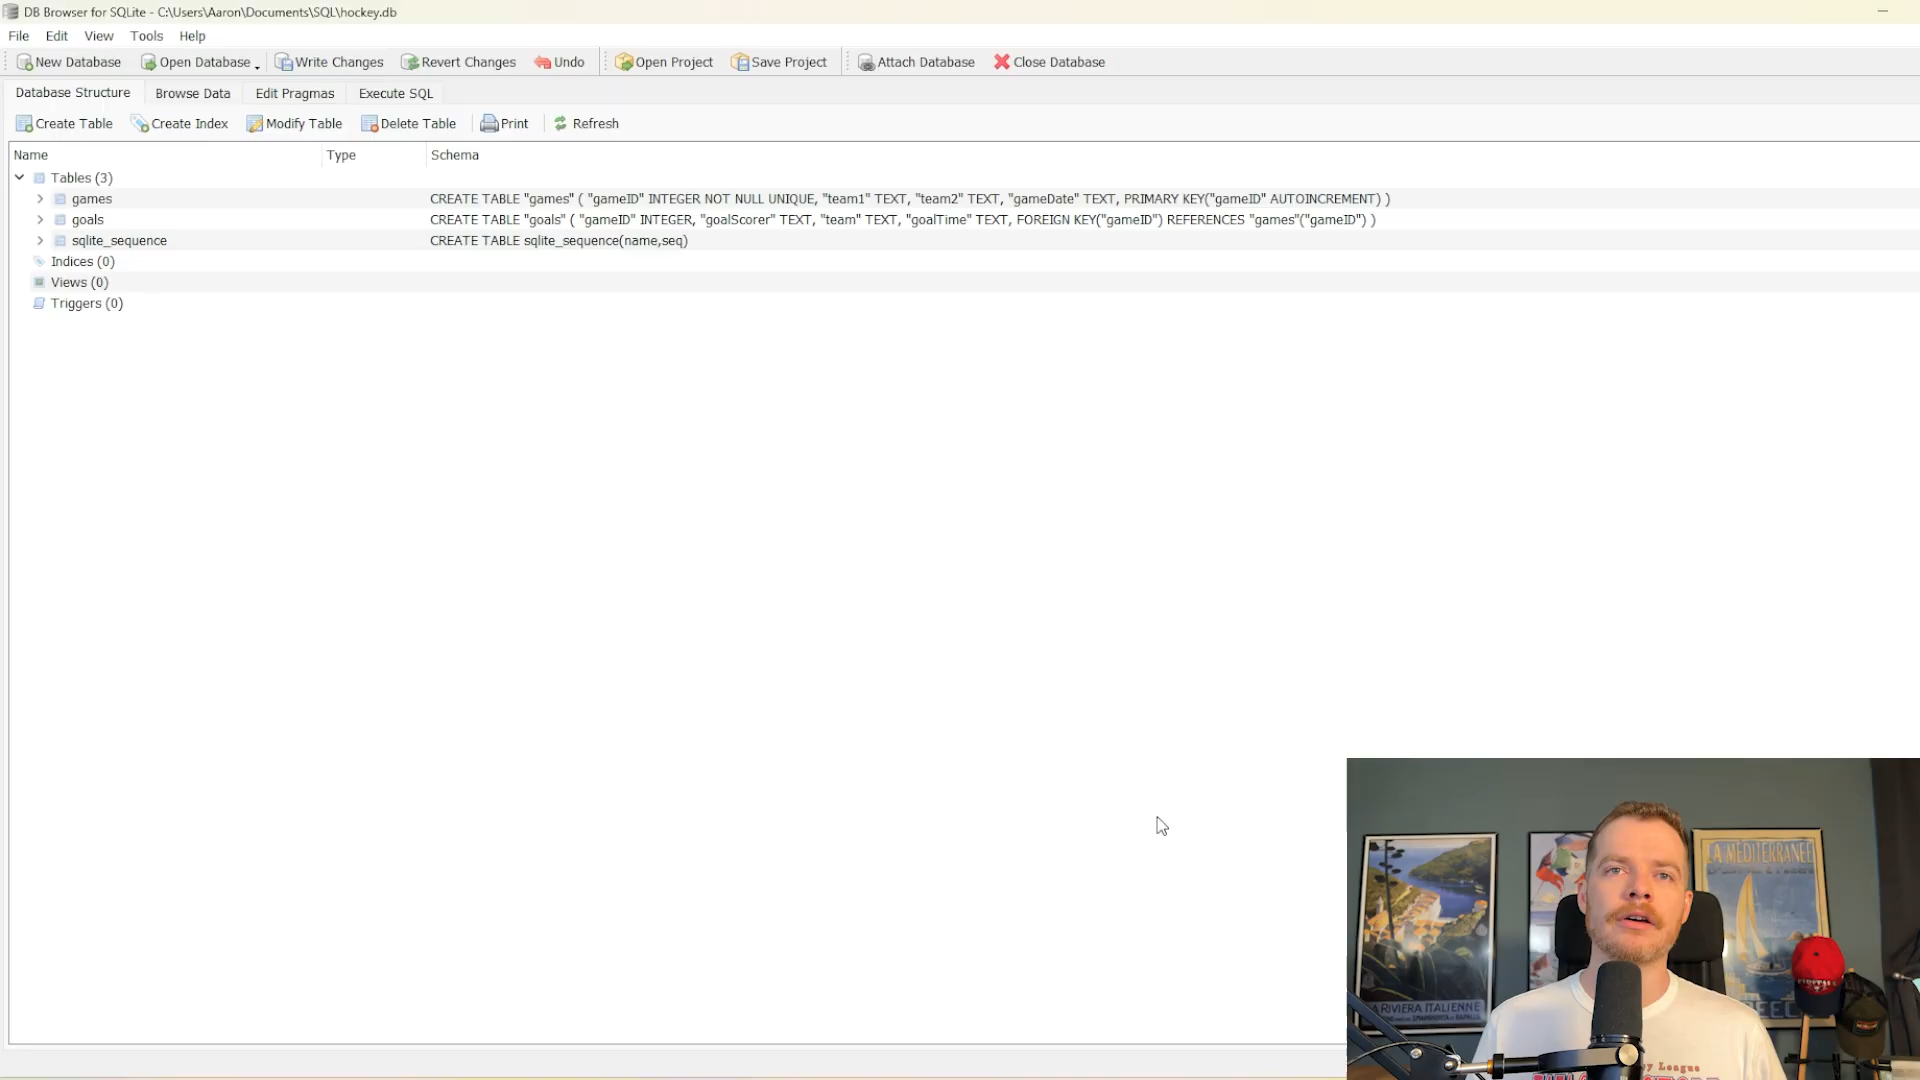 DB Browser for SQLite - C:\Users\Aaron\Documents\SQL\hockey.db
File Edit View Tools Help
New Database Open Database Write Changes Revert Changes Undo Open Project Save Project Attach Database Close Database
Database Structure Browse Data Edit Pragmas Execute SQL
Create Table Create Index Modify Table Delete Table Print Refresh
Name Type Schema
Tables (3)
games CREATE TABLE "games" ( "gameID" INTEGER NOT NULL UNIQUE, "team1" TEXT, "team2" TEXT, "gameDate" TEXT, PRIMARY KEY("gameID" AUTOINCREMENT) )
goals CREATE TABLE "goals" ( "gameID" INTEGER, "goalScorer" TEXT, "team" TEXT, "goalTime" TEXT, FOREIGN KEY("gameID") REFERENCES "games"("gameID") )
sqlite_sequence CREATE TABLE sqlite_sequence(name,seq)
Indices (0)
Views (0)
Triggers (0)
LA MÉDITERRANÉE
LA RIVIERA ITALIENNE
League